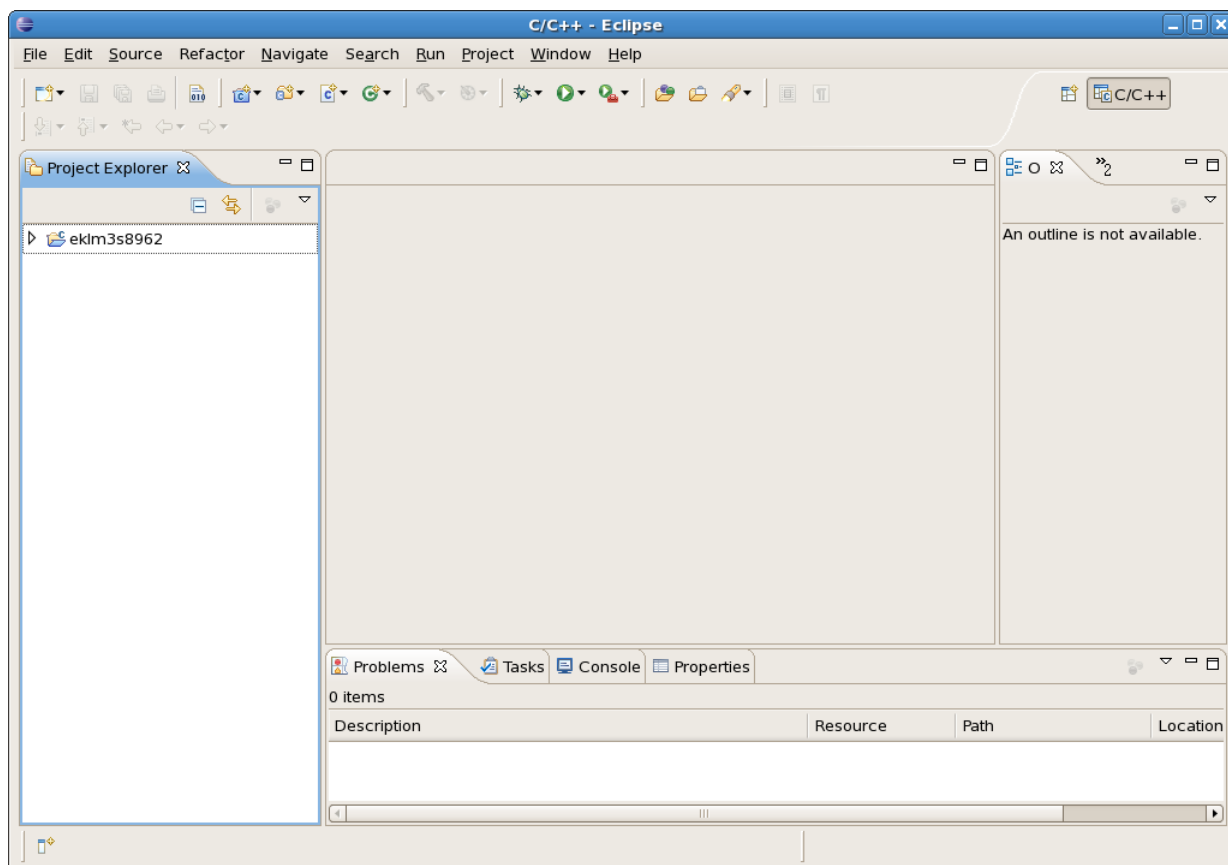 C/C++ - Eclipse
File Edit Source Refactor Navigate Search Run Project Window Help
010
C/C++
Project Explorer
O
»2
eklm3s8962
An outline is not available.
Problems Tasks Console Properties
0 items
Description Resource Path Location